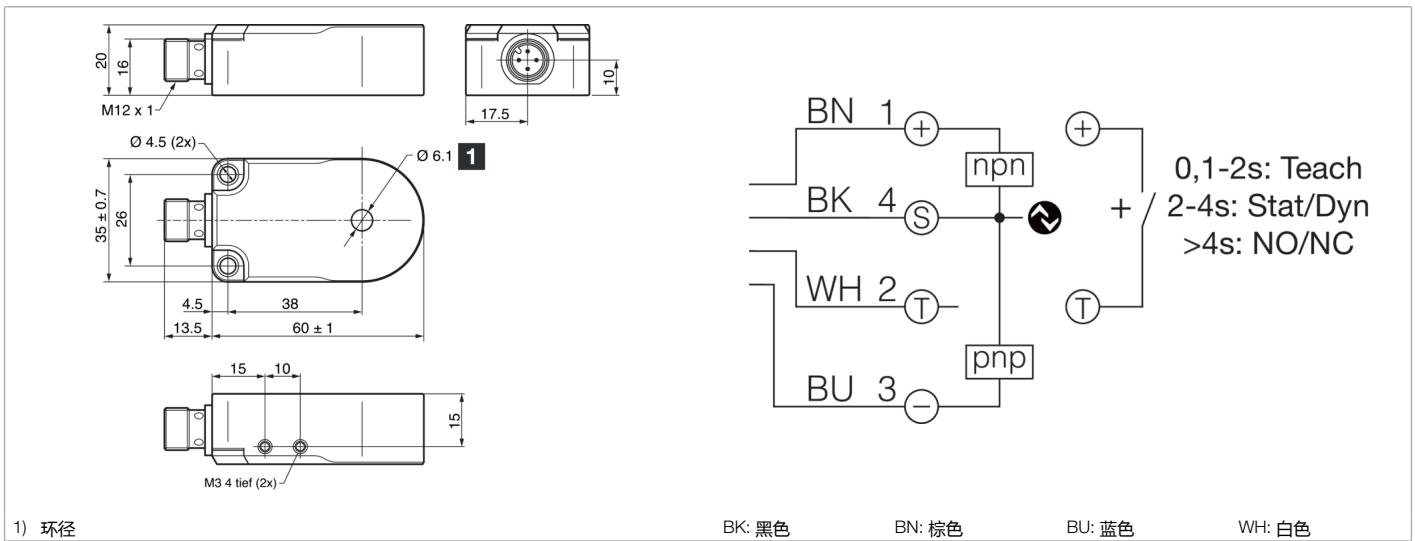 20
16
M12 x 1
10
17.5
Ø 4.5 (2x)
Ø 6.1 1
35 ± 0.7
26
4.5 38
13.5 60 ± 1
15 10
15
M3 4 tief (2x)
BN 1 +
npn
BK 4 S
WH 2 T
pnp
BU 3 −
+
+
T
0,1-2s: Teach
2-4s: Stat/Dyn
>4s: NO/NC
1) 环径
BK: 黑色 BN: 棕色 BU: 蓝色 WH: 白色